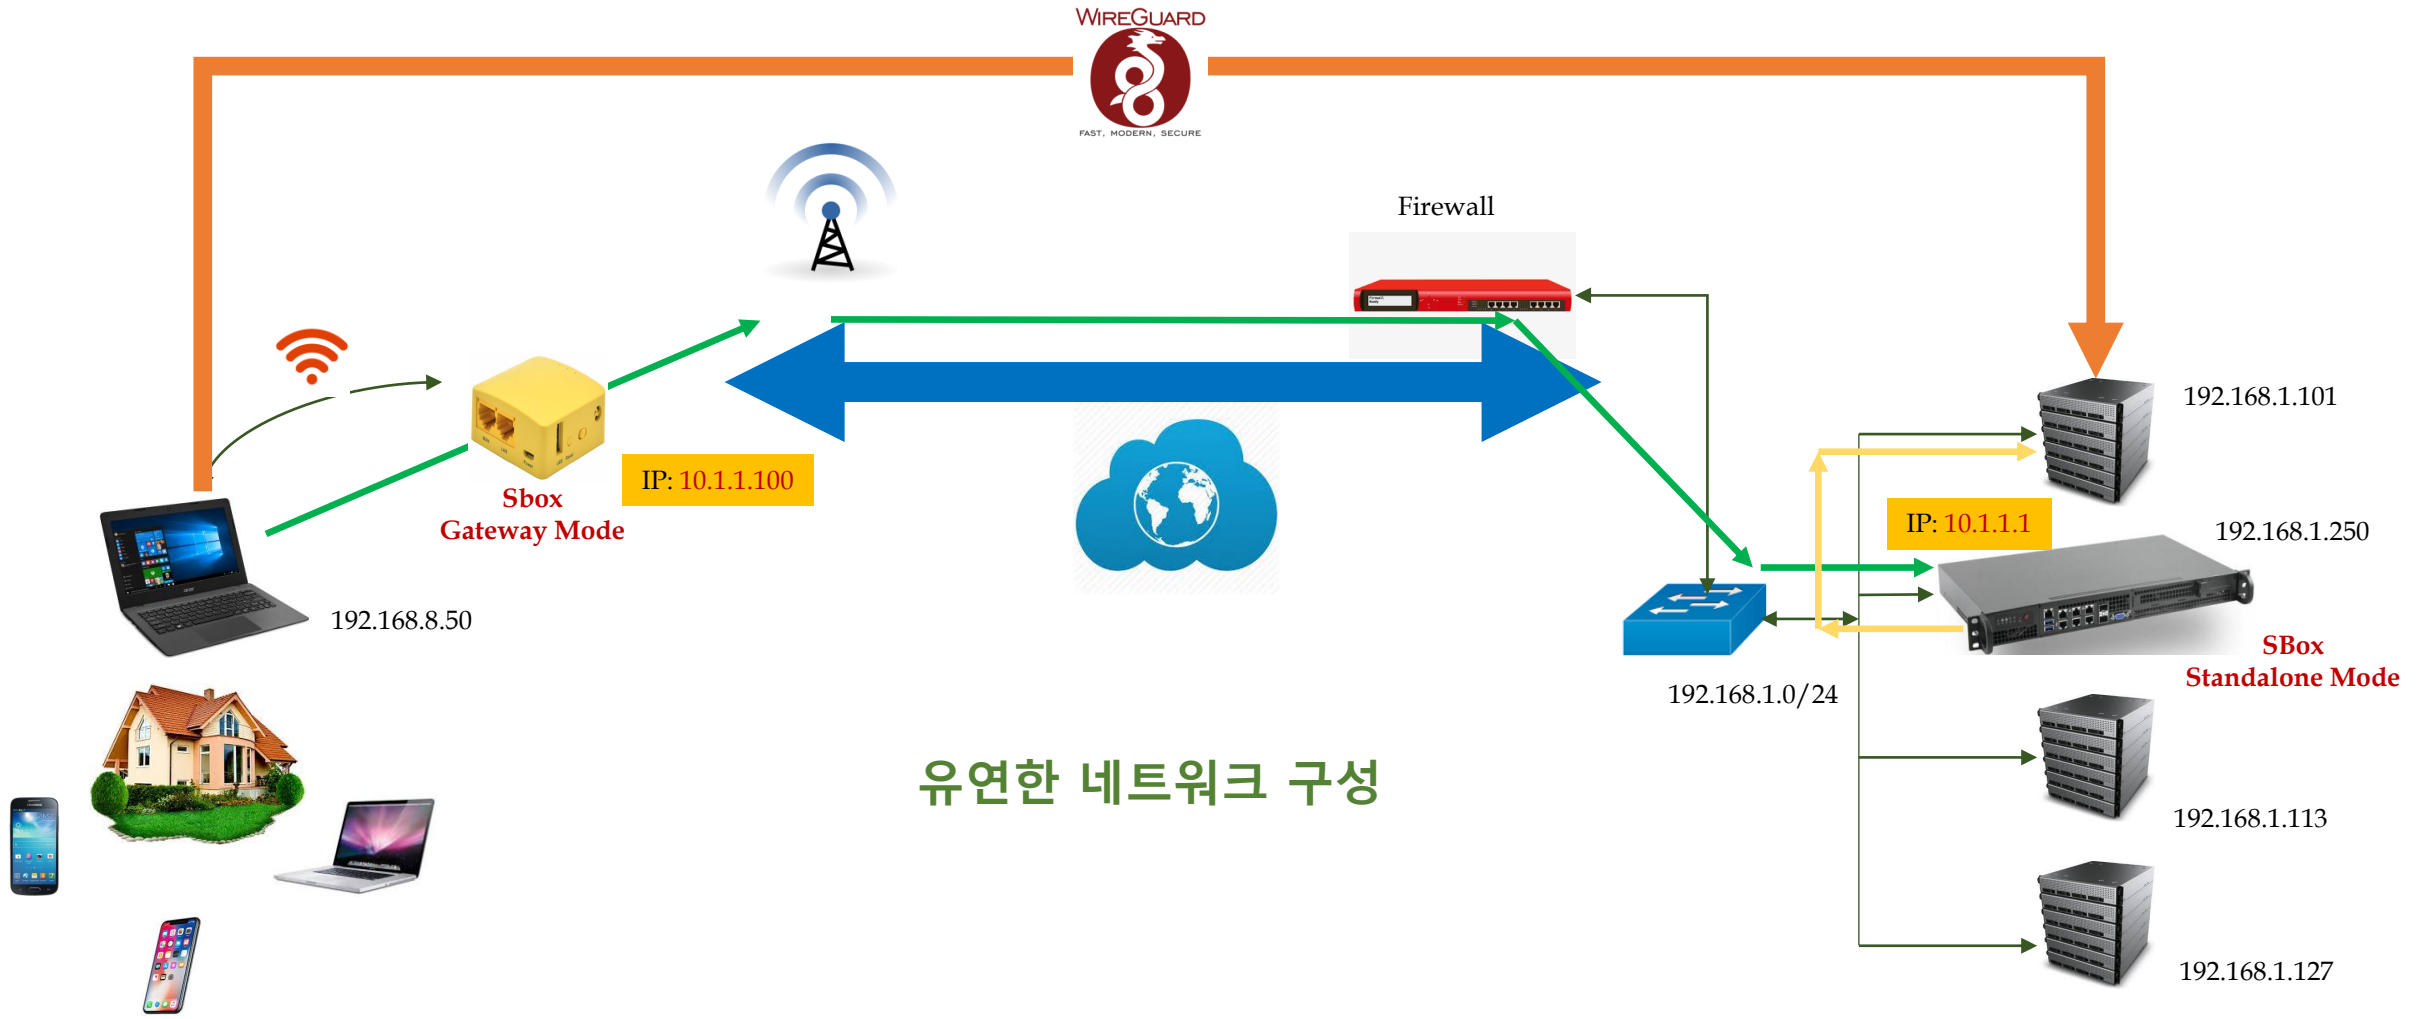 WIREGUARD
FAST, MODERN, SECURE
Firewall
192.168.1.101
IP: 10.1.1.100
Sbox
Gateway Mode
IP: 10.1.1.1
192.168.1.250
192.168.8.50
SBox
Standalone Mode
192.168.1.0/24
유연한 네트워크 구성
192.168.1.113
192.168.1.127